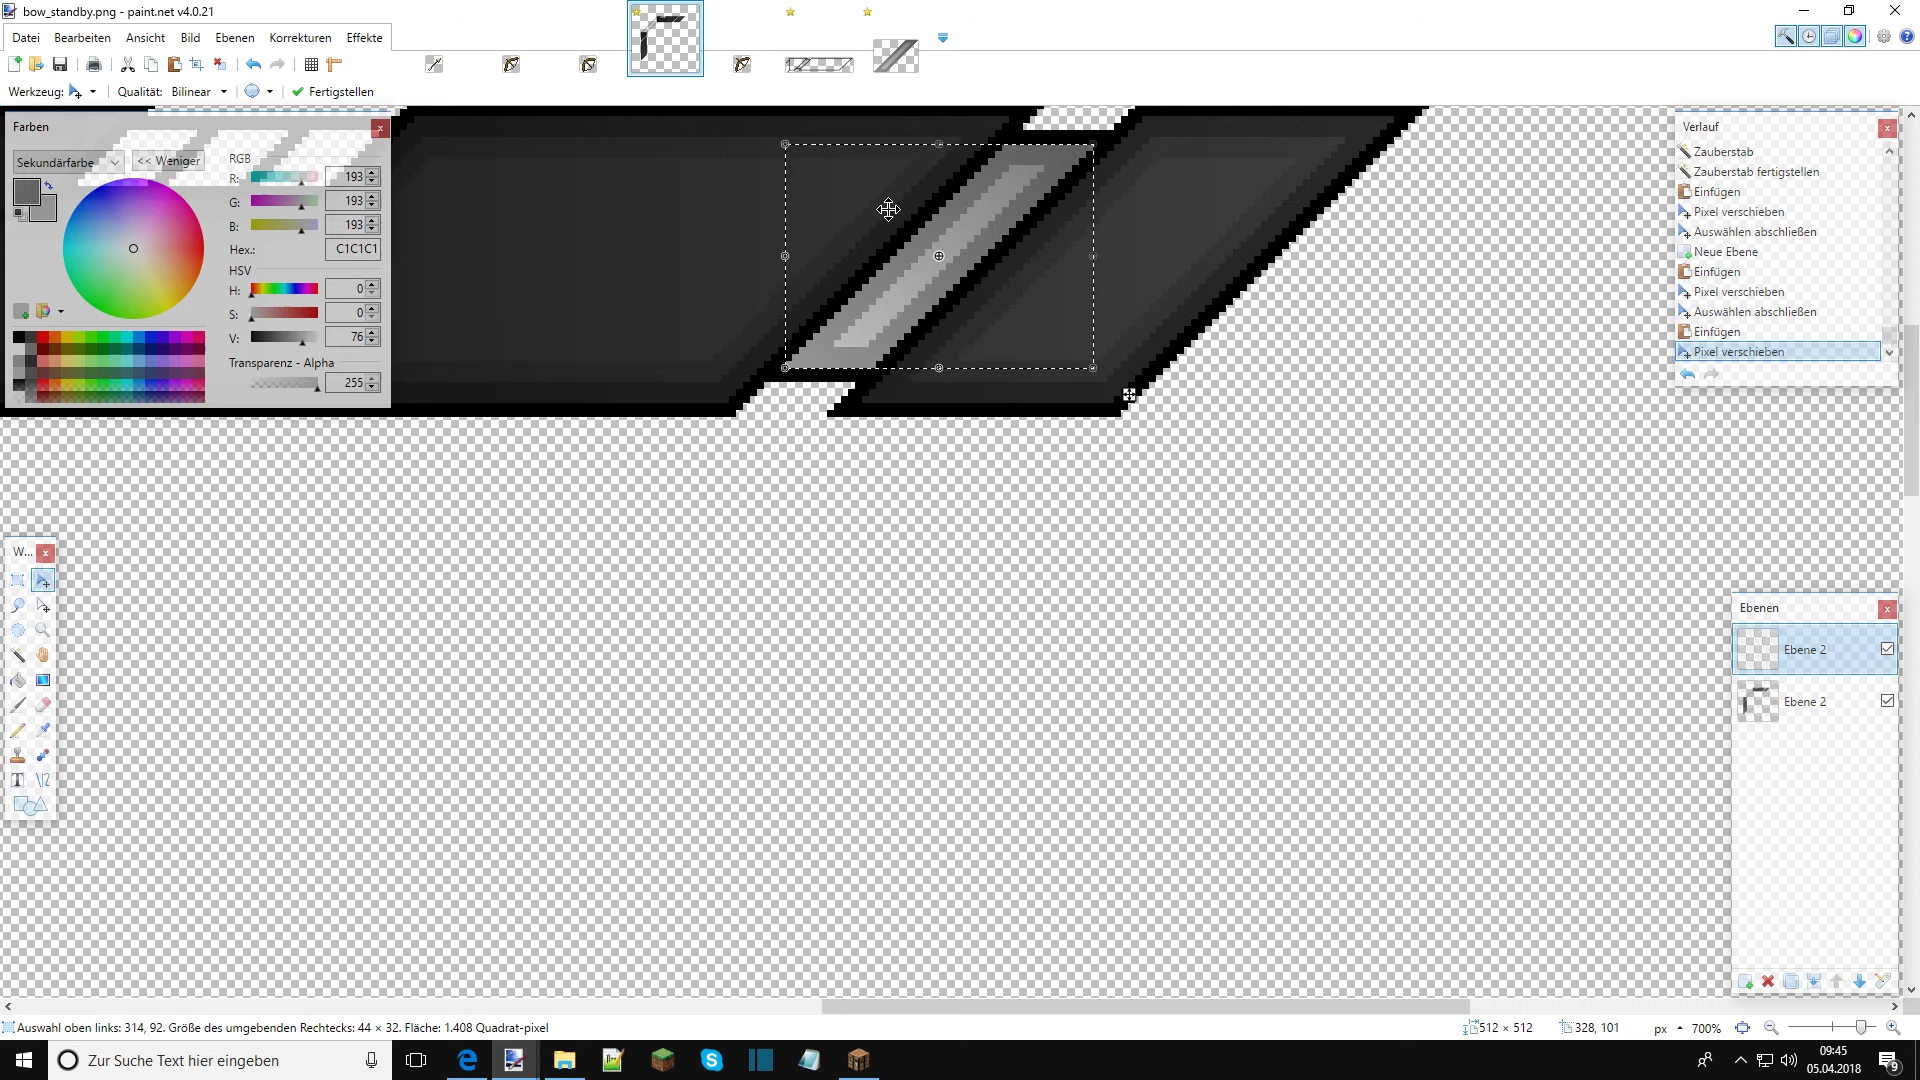 bow_standby.png - paint.net v4.0.21
Datei Bearbeiten Ansicht Bild Ebenen Korrekturen Effekte
Werkzeug: Qualität: Bilinear Fertigstellen
Farben
Sekundärfarbe << Weniger
RGB
R: 193
G: 193
B: 193
Hex: C1C1C1
HSV
H: 0
S: 0
V: 76
Transparenz - Alpha
255
Verlauf
Zauberstab
Zauberstab fertigstellen
Einfügen
Pixel verschieben
Auswählen abschließen
Neue Ebene
Einfügen
Pixel verschieben
Auswählen abschließen
Einfügen
Pixel verschieben
W...
Ebenen
Ebene 2
Ebene 2
Auswahl oben links: 314, 92. Größe des umgebenden Rechtecks: 44 × 32. Fläche: 1.408 Quadrat-pixel
512 × 512 328, 101 px 700%
Zur Suche Text hier eingeben
09:45
05.04.2018
9